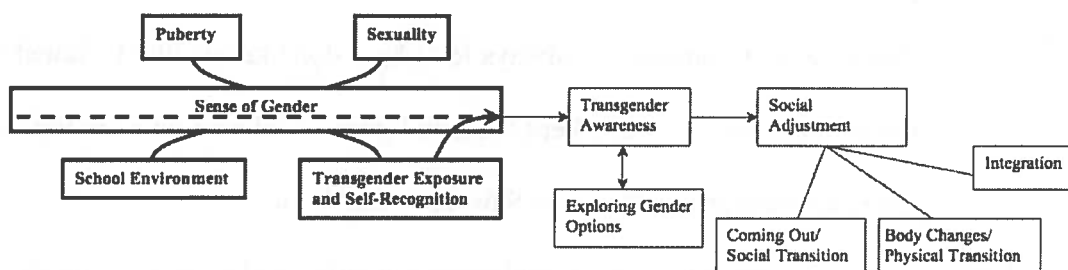 Puberty
Sexuality
Sense of Gender
School Environment
Transgender Exposure
and Self-Recognition
Transgender
Awareness
Exploring Gender
Options
Social
Adjustment
Integration
Coming Out/
Social Transition
Body Changes/
Physical Transition